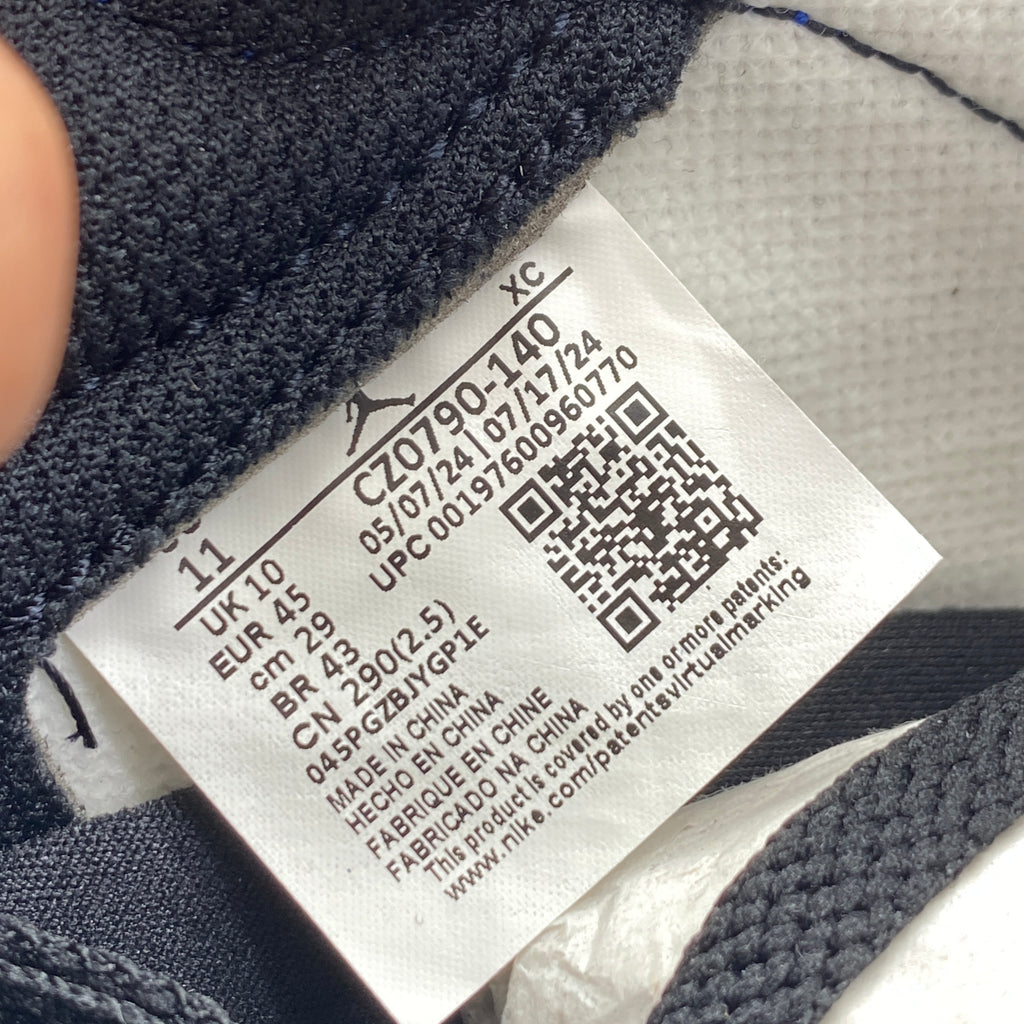 XC
CZ0790-140
05/07/24|07/17/24
UPC 00197600960770
11
UK 10
EUR 45
cm 29
BR 43
CN 290(2.5)
045PGZBJYGP1E
MADE IN CHINA
HECHO EN CHINA
FABRIQUE EN CHINE
FABRICADO NA CHINA
This product is covered by one or more patents:
www.nike.com/patentsvirtualmarking